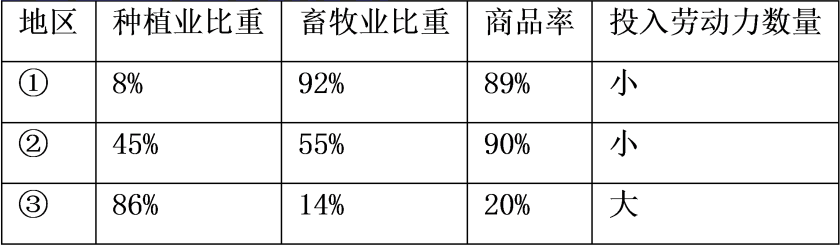 地区 种植业比重 畜牧业比重 商品率 投入劳动力数量
① 8% 92% 89% 小
② 45% 55% 90% 小
③ 86% 14% 20% 大